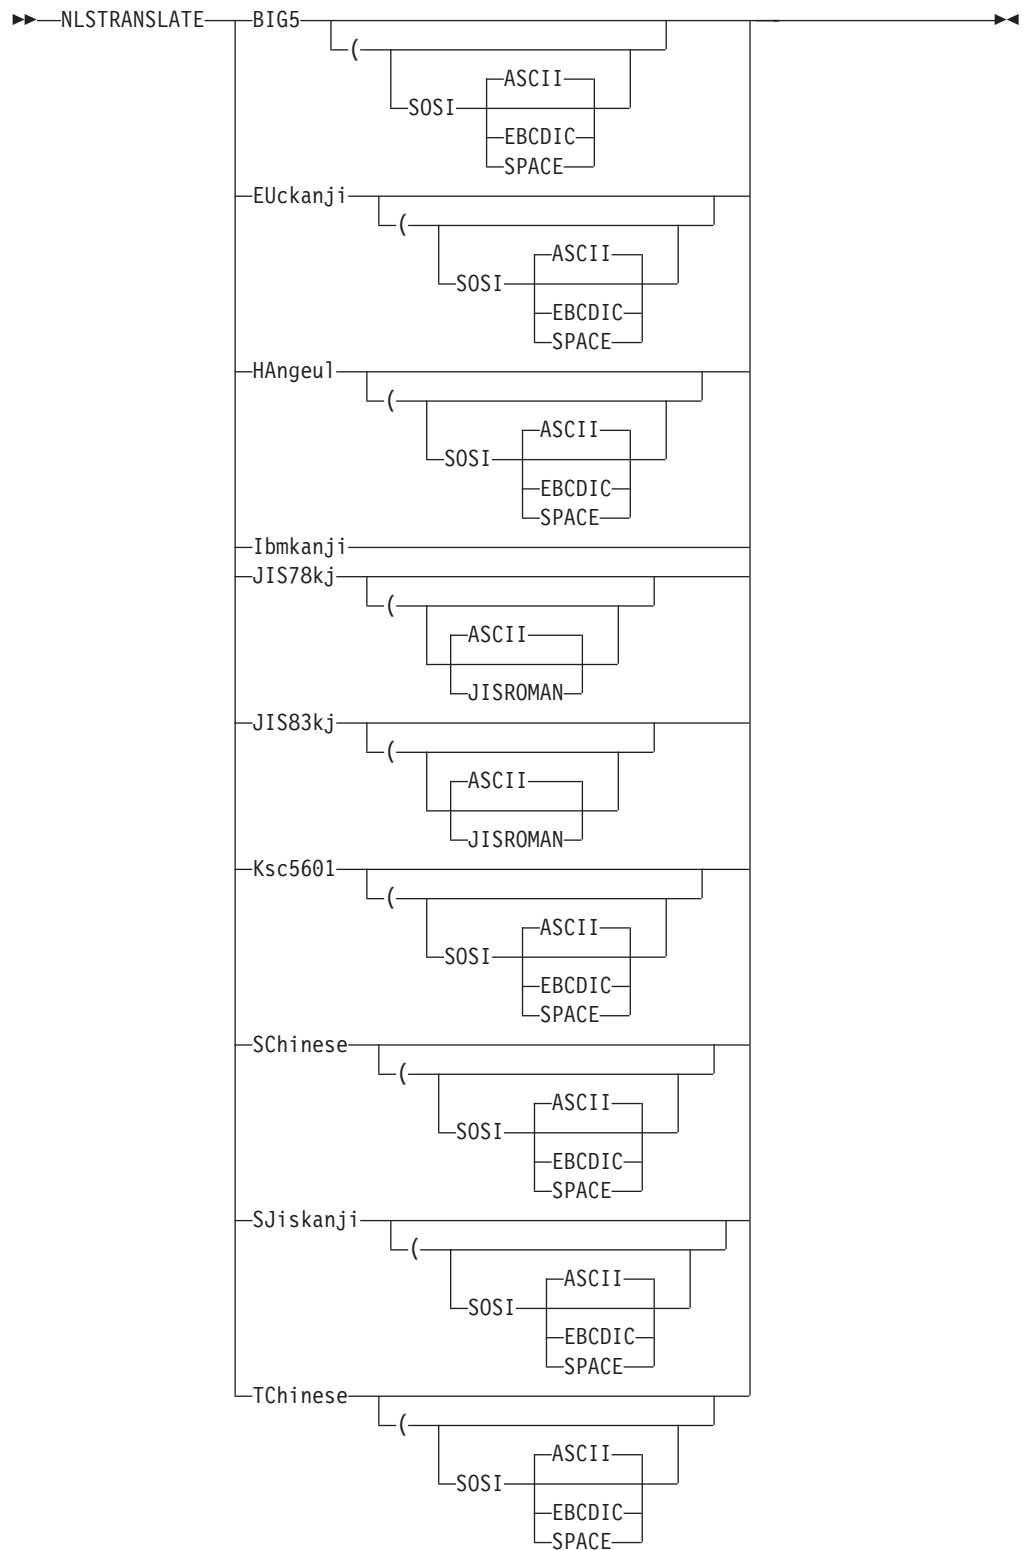 NLSTRANSLATE BIG5
(
ASCII
SOSI
EBCDIC
SPACE
EUckanji
(
ASCII
SOSI
EBCDIC
SPACE
HAngeul
(
ASCII
SOSI
EBCDIC
SPACE
Ibmkanji
JIS78kj
(
ASCII
JISROMAN
JIS83kj
(
ASCII
JISROMAN
Ksc5601
(
ASCII
SOSI
EBCDIC
SPACE
SChinese
(
ASCII
SOSI
EBCDIC
SPACE
SJiskanji
(
ASCII
SOSI
EBCDIC
SPACE
TChinese
(
ASCII
SOSI
EBCDIC
SPACE